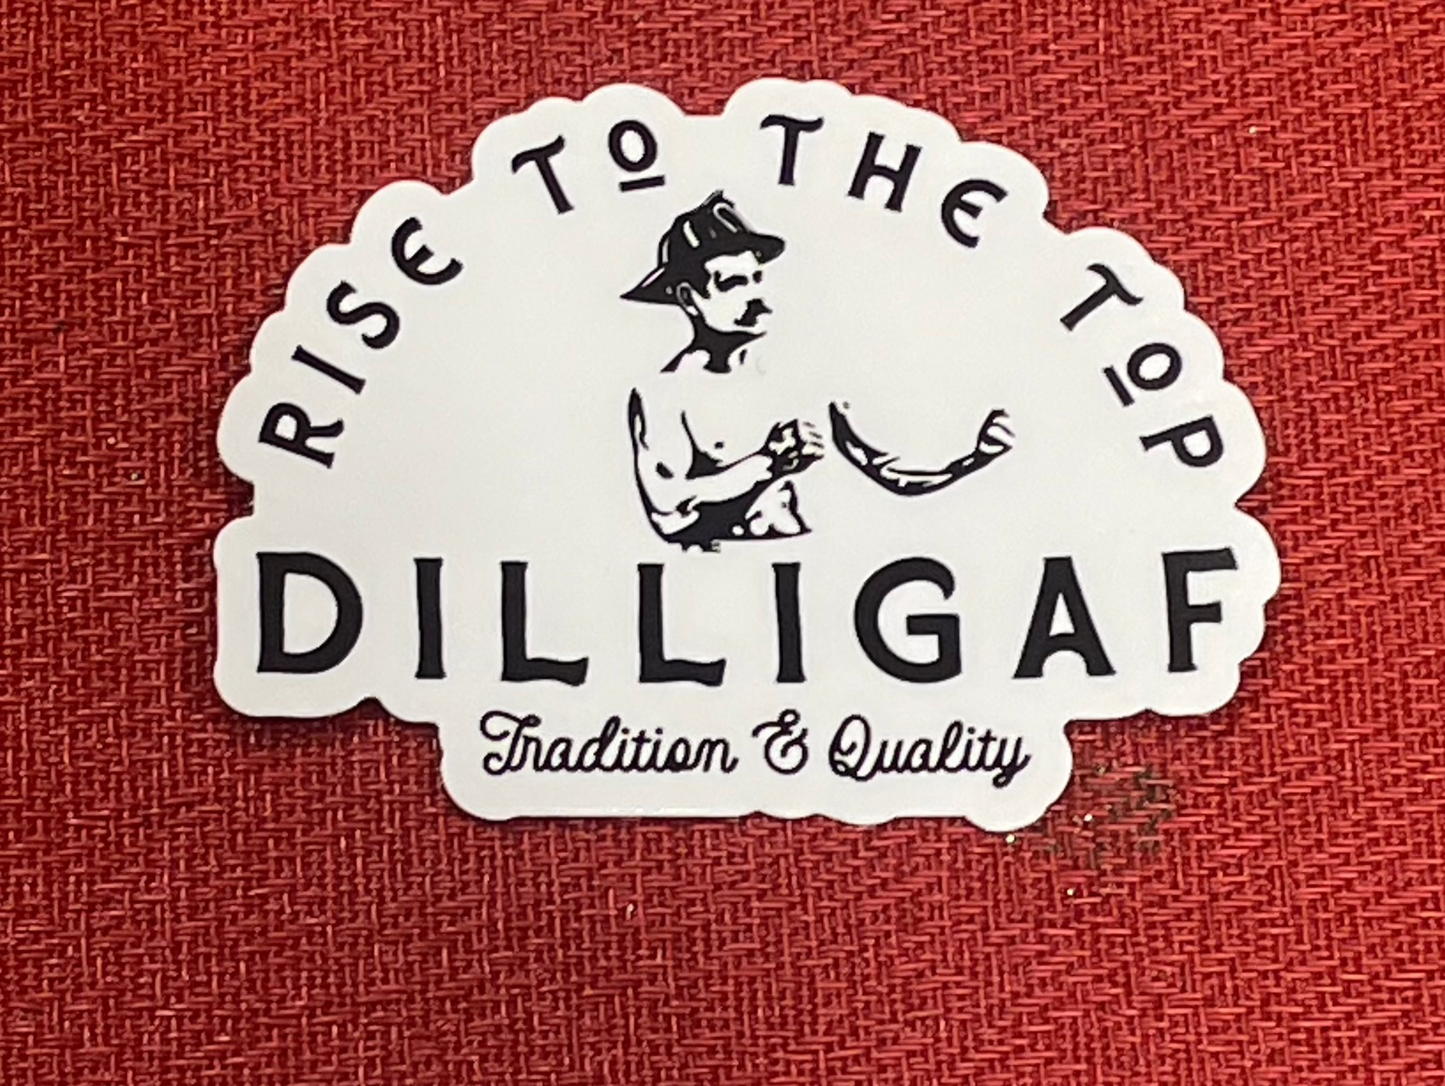 RISE TO THE TOP
DILLIGAF
Tradition & Quality